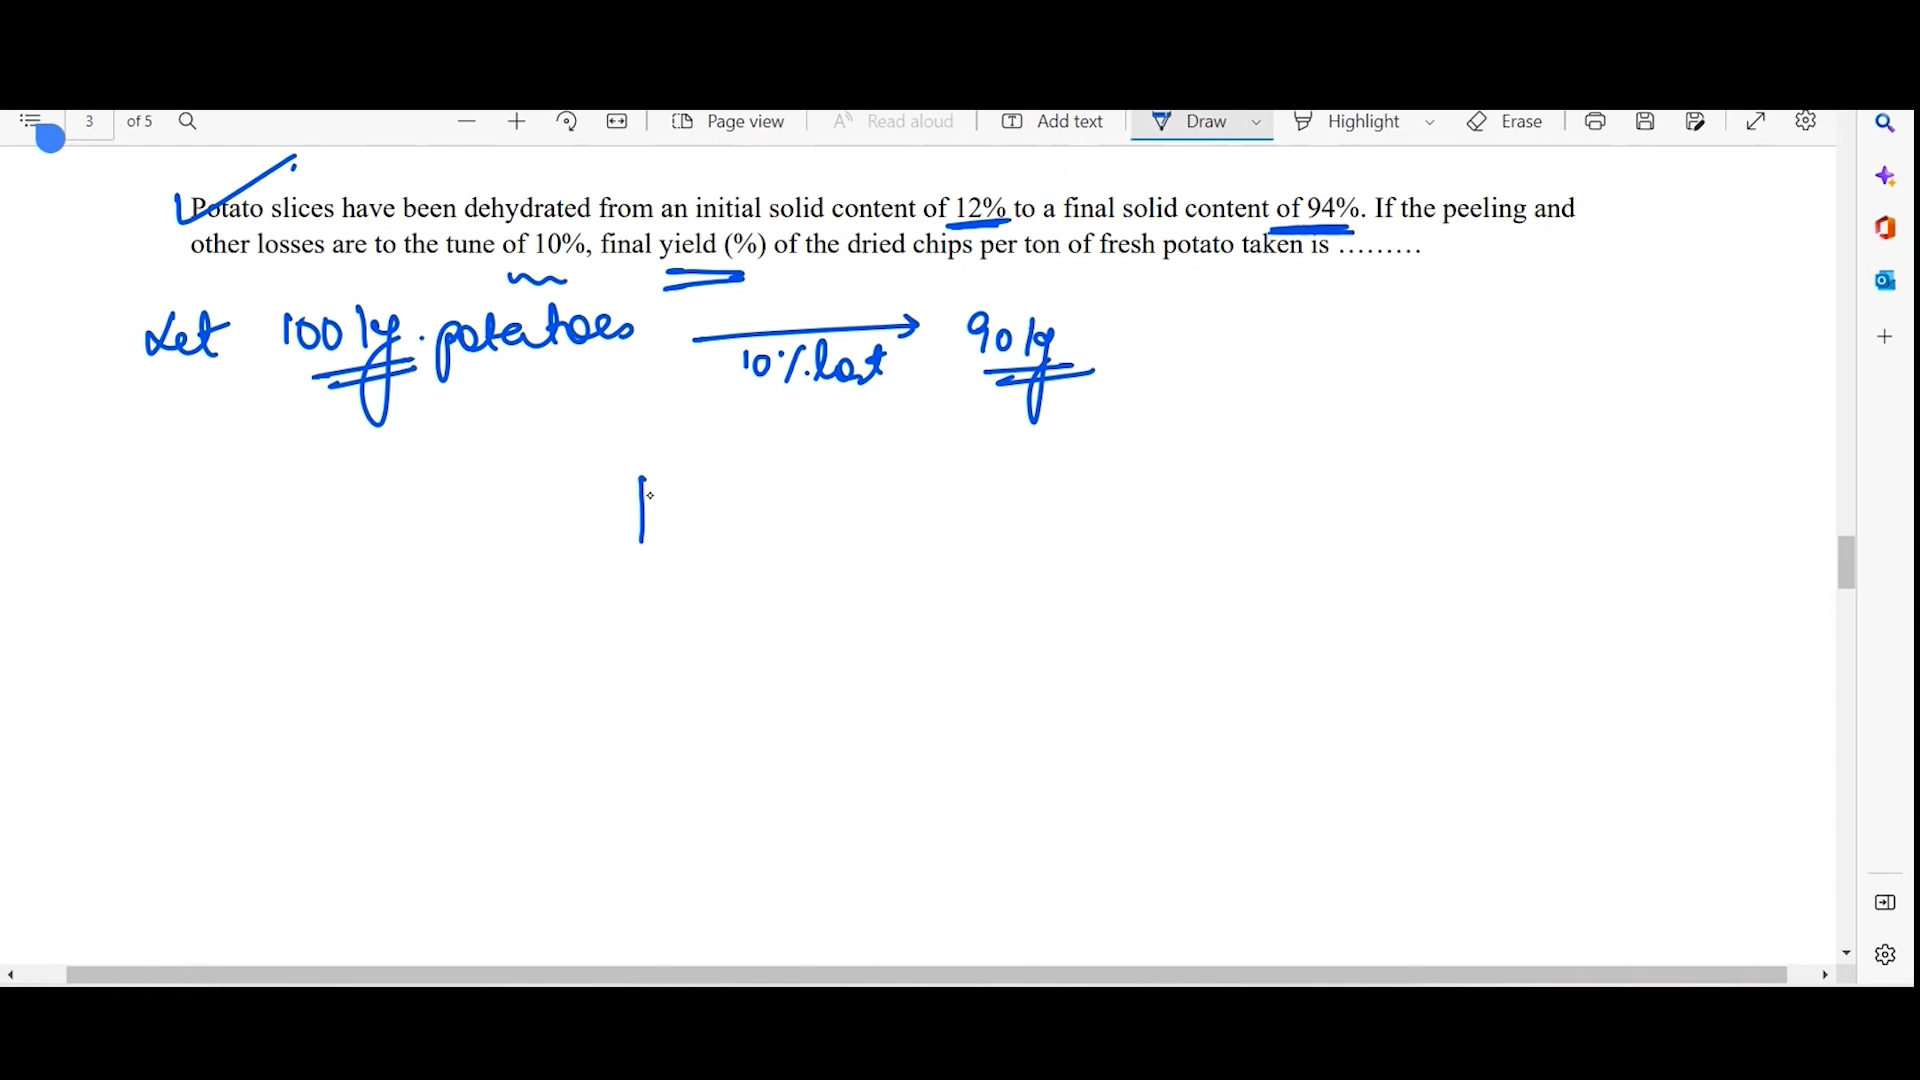 3 of 5 Page view Read aloud Add text Draw Highlight Erase
Potato slices have been dehydrated from an initial solid content of 12% to a final solid content of 94%. If the peeling and
other losses are to the tune of 10%, final yield (%) of the dried chips per ton of fresh potato taken is ………
Let 100 kg. potatoes 90 kg
10% lost